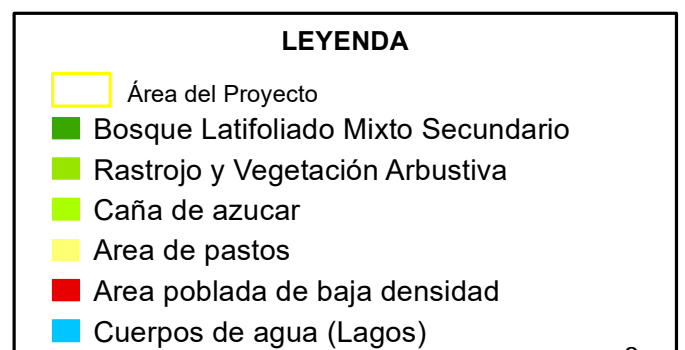 LEYENDA
Área del Proyecto
Bosque Latifoliado Mixto Secundario
Rastrojo y Vegetación Arbustiva
Caña de azucar
Area de pastos
Area poblada de baja densidad
Cuerpos de agua (Lagos)